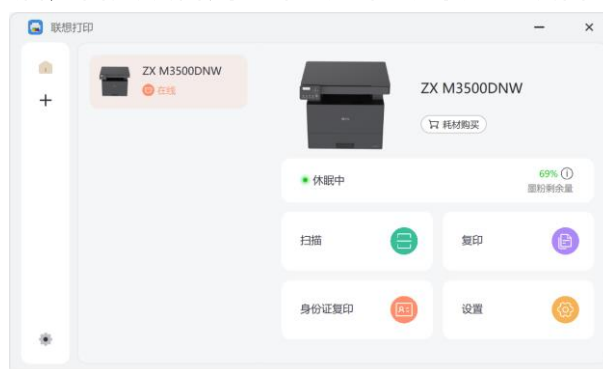 联想打印
ZX M3500DNW
在线
ZX M3500DNW
耗材购买
休眠中
69%
墨粉剩余量
扫描
复印
身份证复印
设置